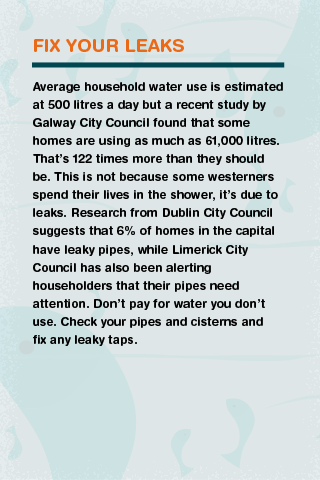 FIX YOUR LEAKS
Average household water use is estimated
at 500 litres a day but a recent study by
Galway City Council found that some
homes are using as much as 61,000 litres.
That's 122 times more than they should
be. This is not because some westerners
spend their lives in the shower, it's due to
leaks. Research from Dublin City Council
suggests that 6% of homes in the capital
have leaky pipes, while Limerick City
Council has also been alerting
householders that their pipes need
attention. Don't pay for water you don't
use. Check your pipes and cisterns and
fix any leaky taps.